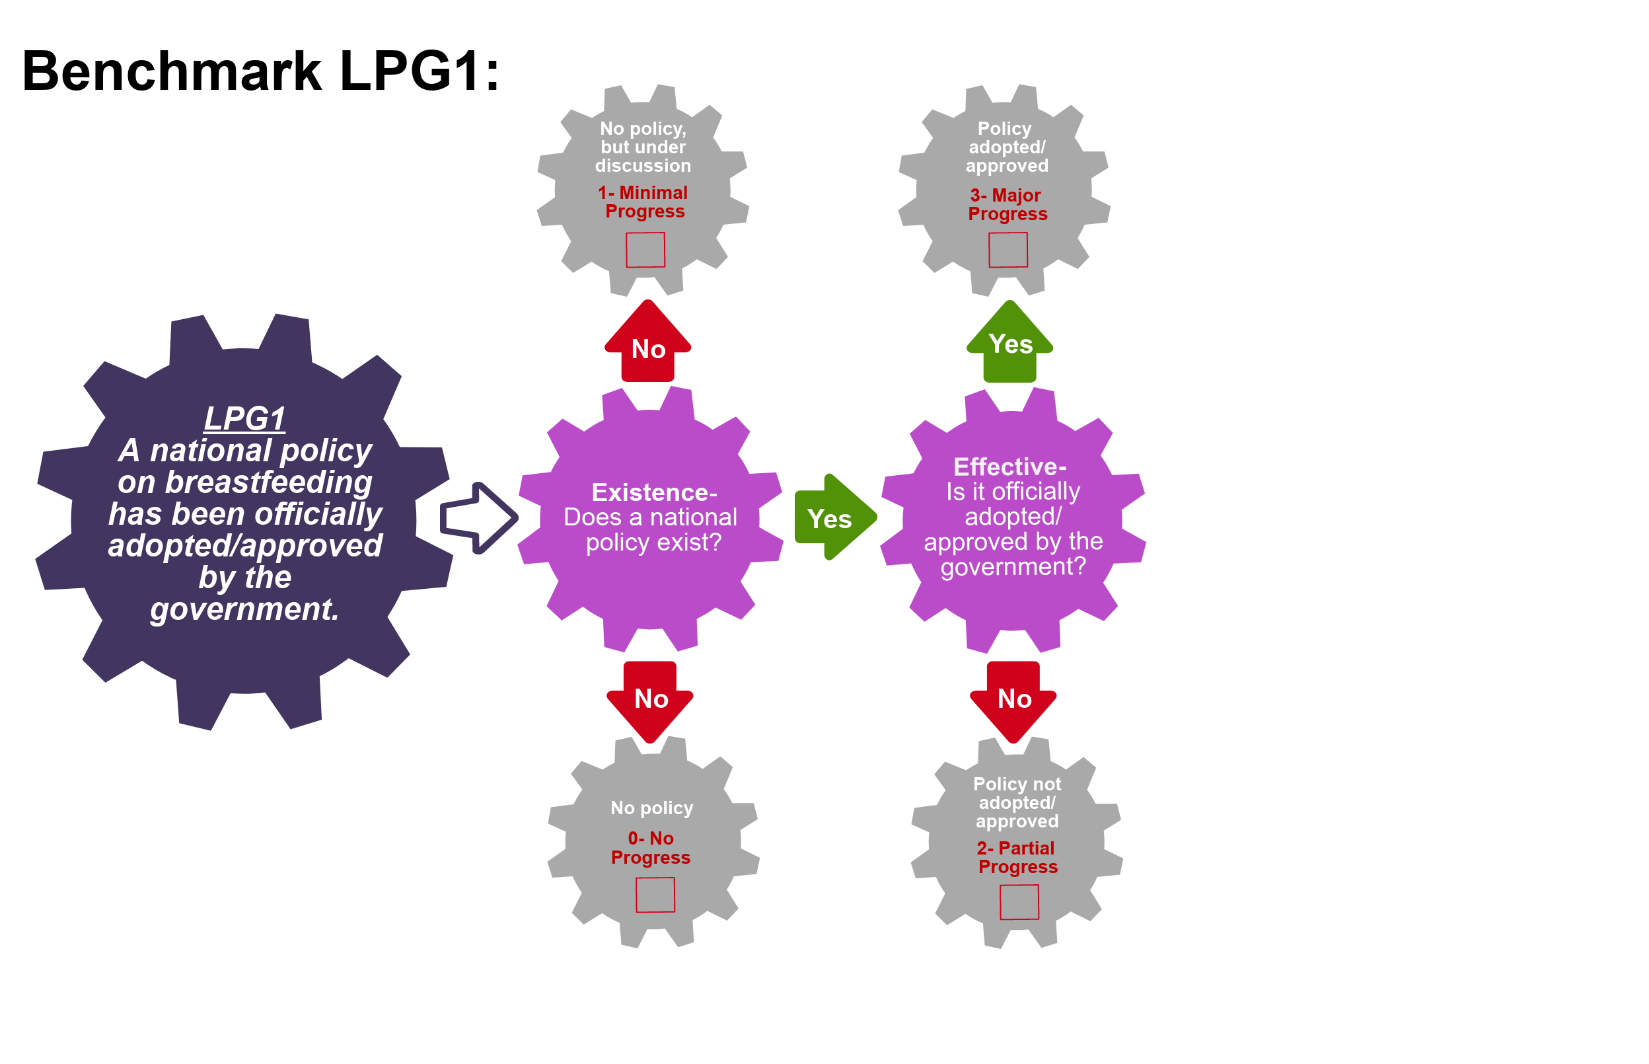 Benchmark LPG1:
LPG1
A national policy
on breastfeeding
has been officially
adopted/approved
by the
government.
No policy,
but under
discussion
1- Minimal
Progress
No
Existence-
Does a national
policy exist?
No
No policy
0- No
Progress
Yes
Policy
adopted/
approved
3- Major
Progress
Yes
Effective-
Is it officially
adopted/
approved by the
government?
No
Policy not
adopted/
approved
2- Partial
Progress